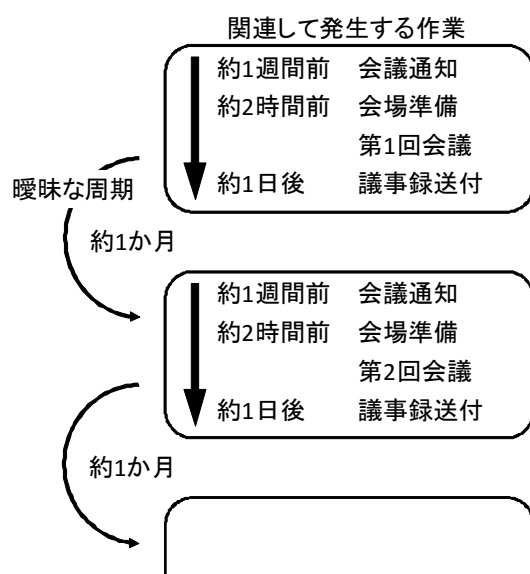 関連して発生する作業
約1週間前 会議通知
約2時間前 会場準備
第1回会議
約1日後 議事録送付
曖昧な周期
約1か月
約1週間前 会議通知
約2時間前 会場準備
第2回会議
約1日後 議事録送付
約1か月